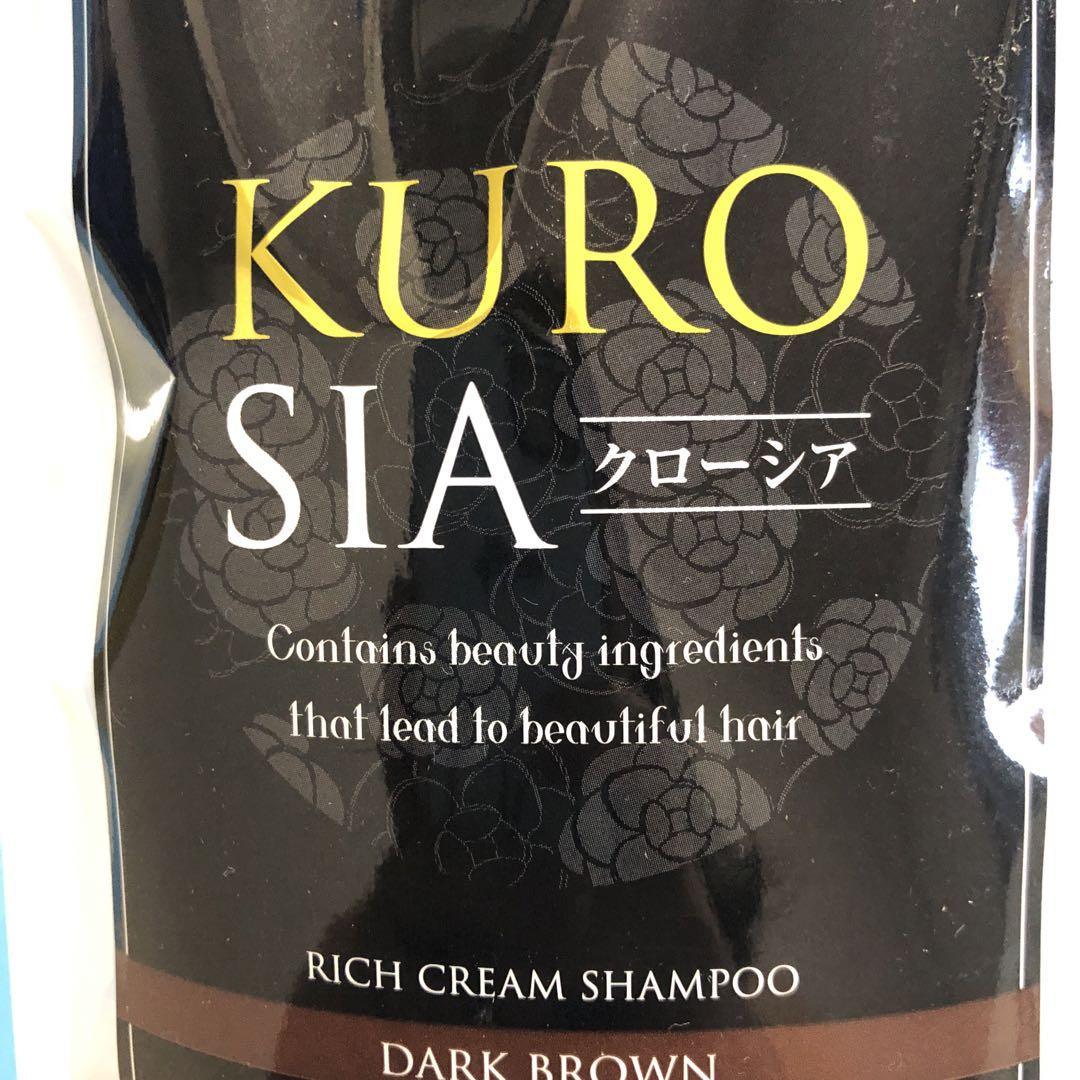 KURO
SIA
クローシア
Contains beauty ingredients
that lead to beautiful hair
RICH CREAM SHAMPOO
DARK BROWN